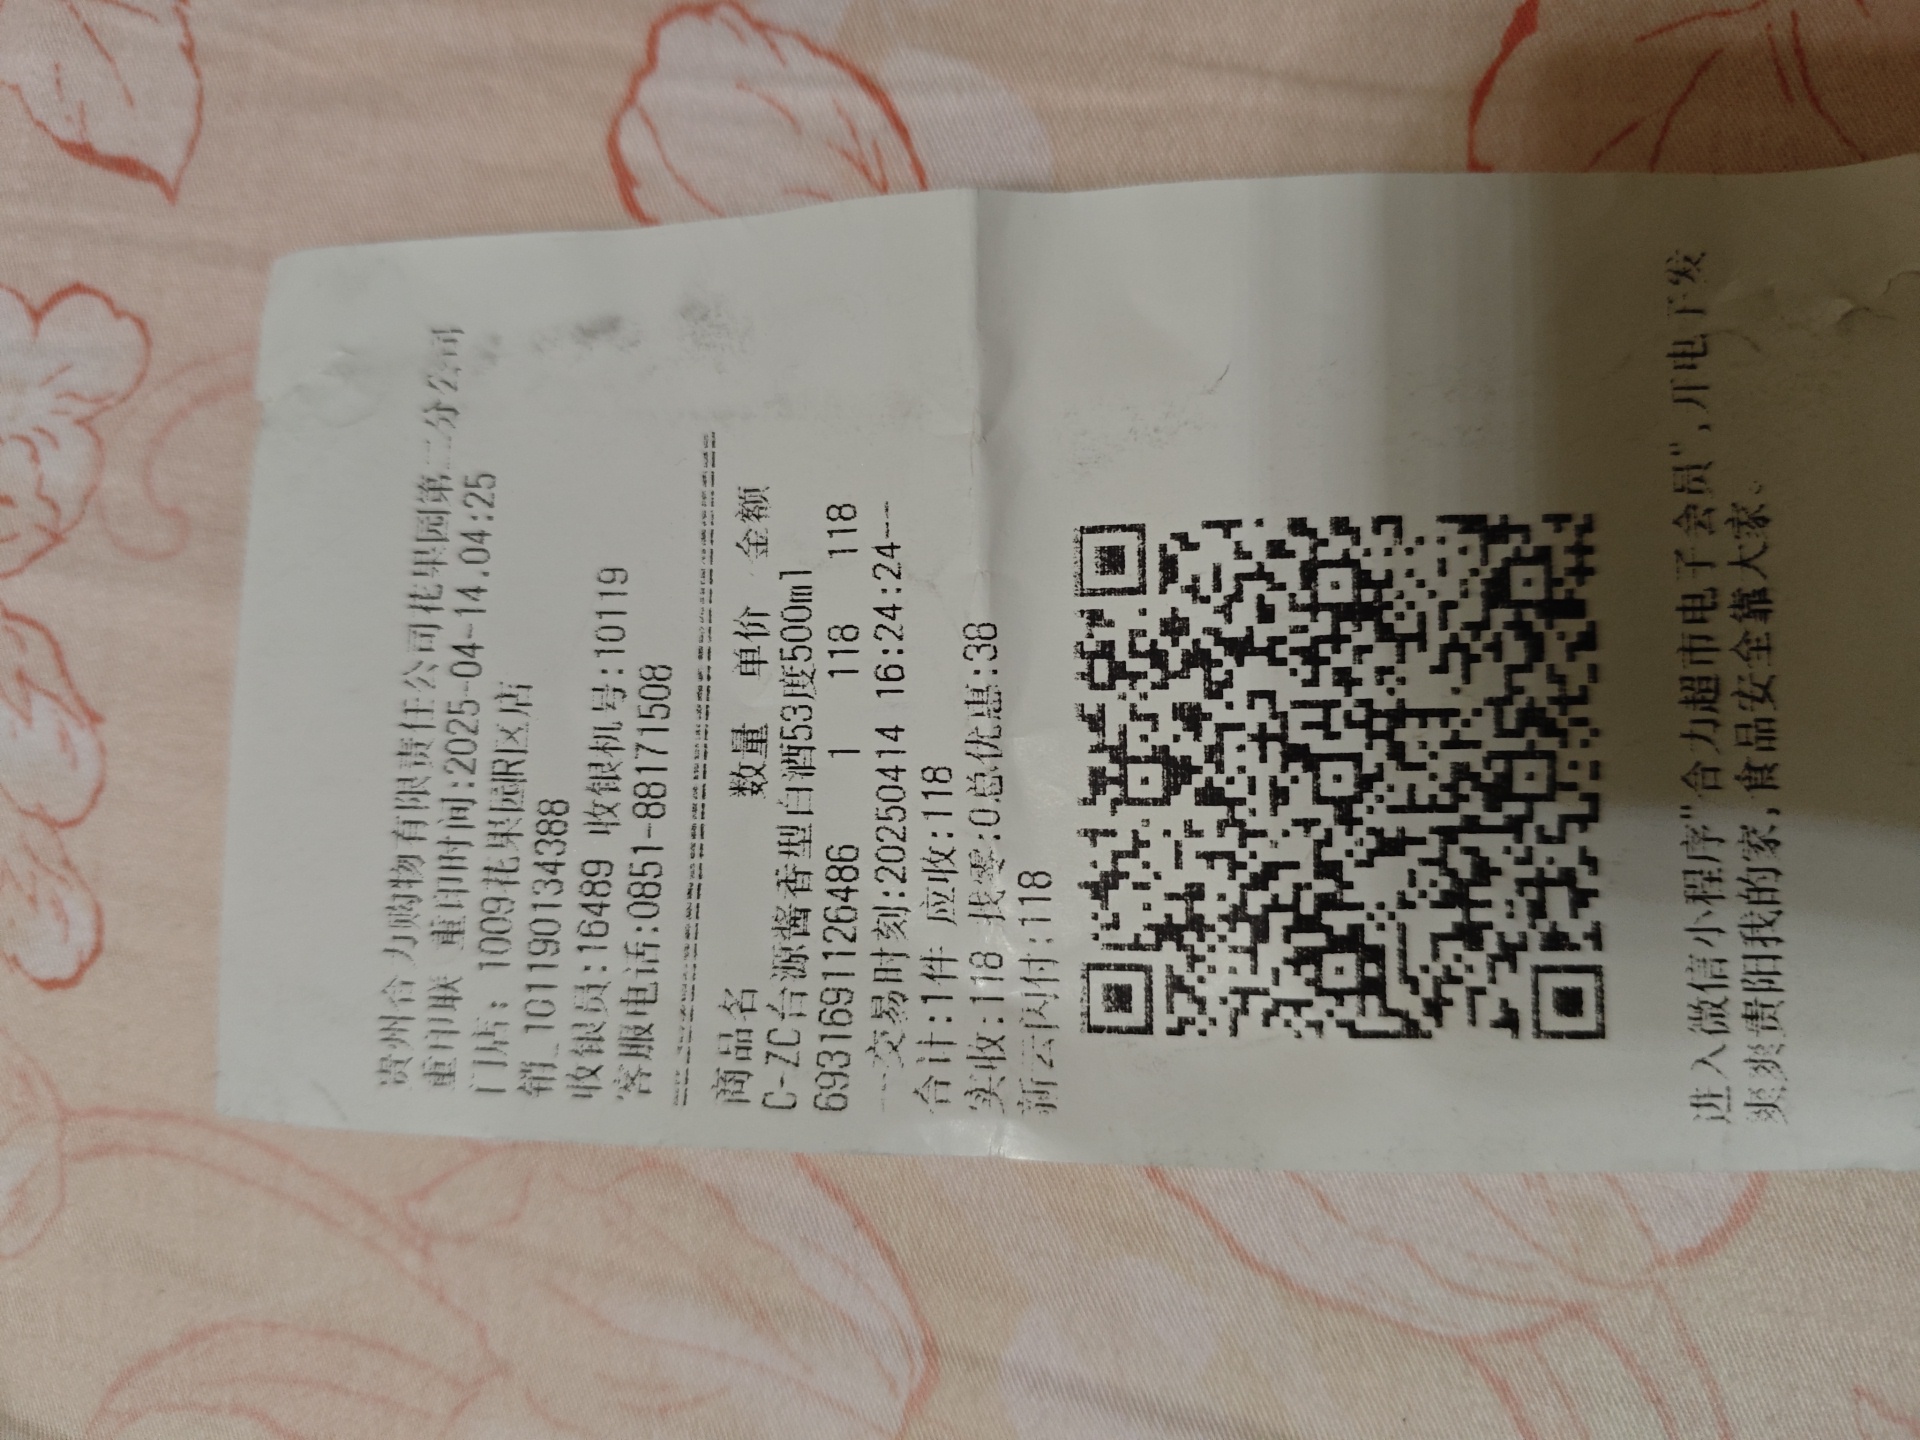 贵州合力购物有限责任公司花果园第二分公司
重印联 重印时间:2025-04-14.04:25
门店: 1009花果园R区店
销_101190134388
收银员:16489 收银机号:10119
客服电话:0851-88171508
商品名 数量 单价 金额
C-ZC台源酱香型白酒53度500ml
6931691126486 1 118 118
--交易时刻:20250414 16:24:24--
合计:1件 应收:118
实收:118 找零:0总优惠:38
新云闪付:118
进入微信小程序"合力超市电子会员",开电子发
爽爽贵阳我的家,食品安全靠大家、